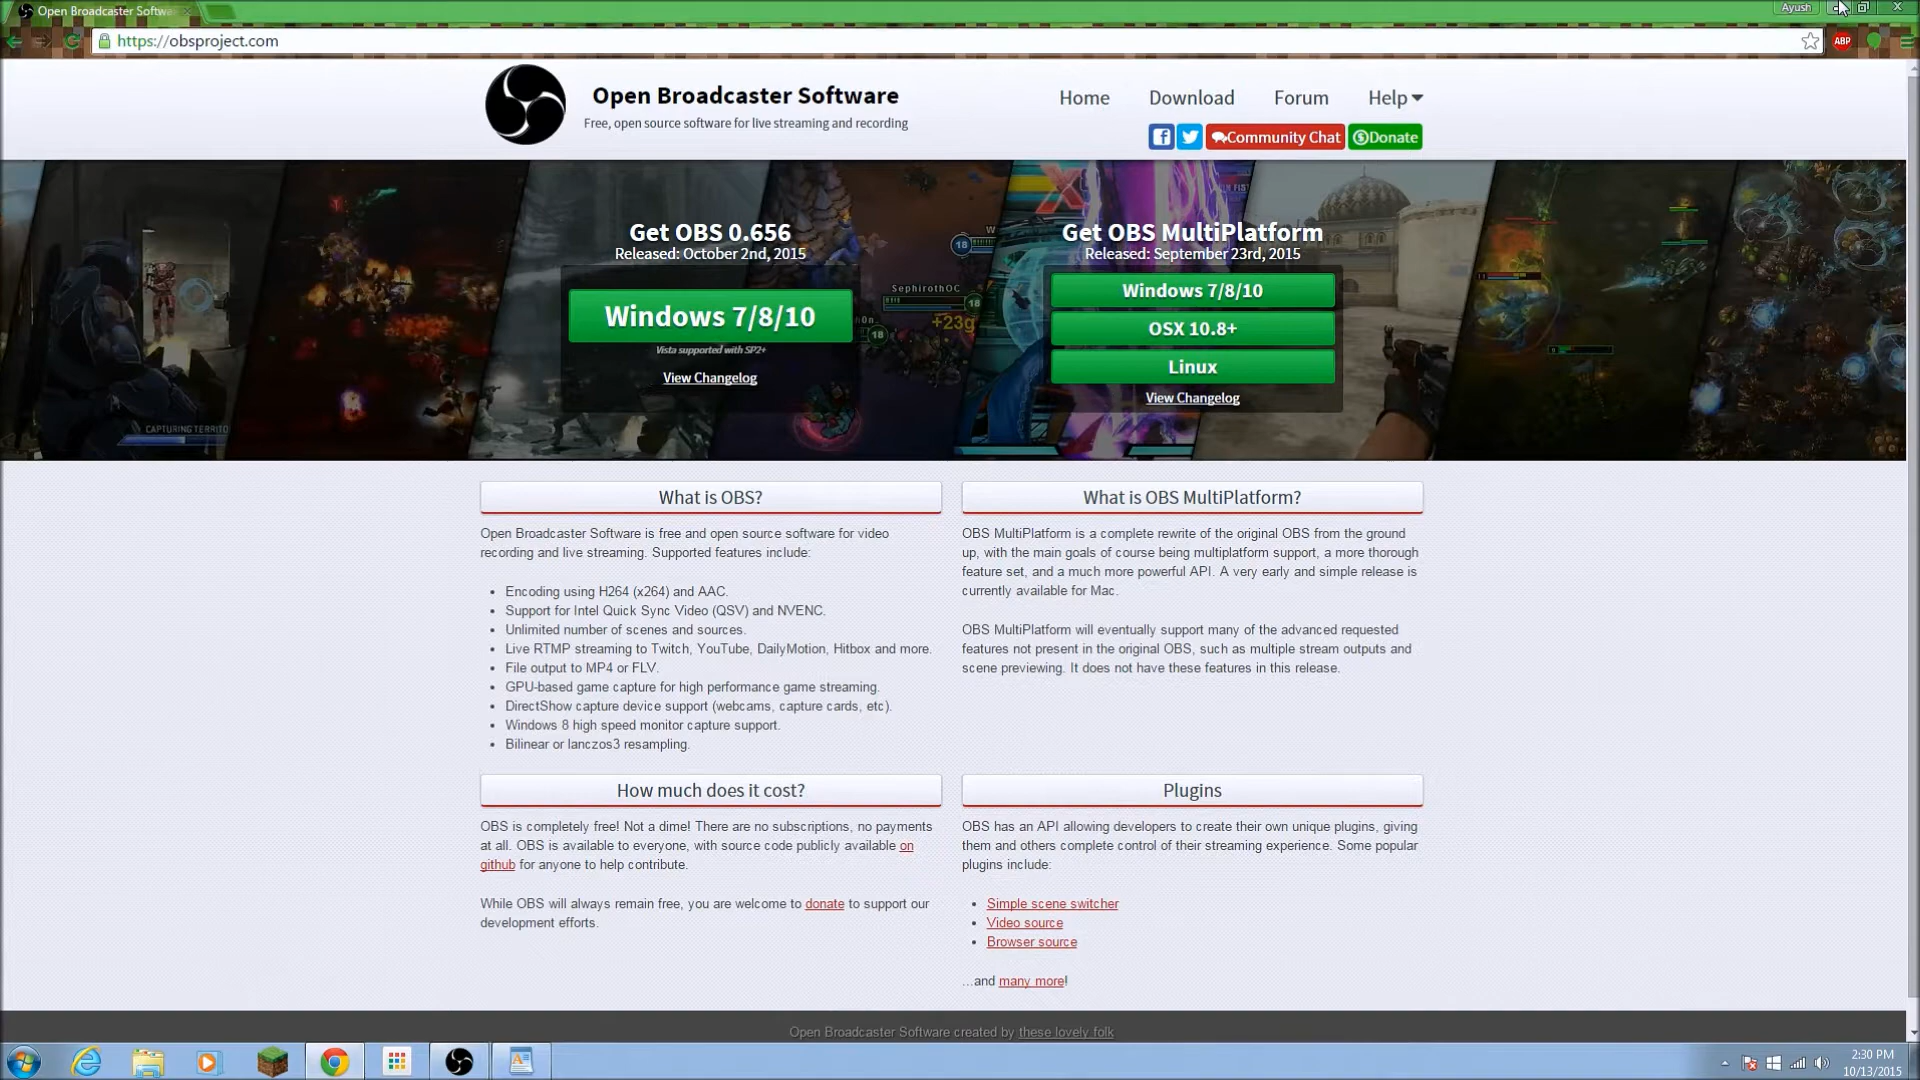 Open Broadcaster Softwa
Ayush
https://obsproject.com
ABP
Open Broadcaster Software
Free, open source software for live streaming and recording
Home
Download
Forum
Help
f
Community Chat
Donate
Get OBS 0.656
Released: October 2nd, 2015
Windows 7/8/10
Vista supported with SP2+
View Changelog
Get OBS MultiPlatform
Released: September 23rd, 2015
Windows 7/8/10
OSX 10.8+
Linux
View Changelog
CAPTURING TERRITO
SephirothOC
18
18
18
+23g
What is OBS?
Open Broadcaster Software is free and open source software for video
recording and live streaming. Supported features include:
Encoding using H264 (x264) and AAC.
Support for Intel Quick Sync Video (QSV) and NVENC.
Unlimited number of scenes and sources.
Live RTMP streaming to Twitch, YouTube, DailyMotion, Hitbox and more.
File output to MP4 or FLV.
GPU-based game capture for high performance game streaming.
DirectShow capture device support (webcams, capture cards, etc).
Windows 8 high speed monitor capture support.
Bilinear or lanczos3 resampling.
What is OBS MultiPlatform?
OBS MultiPlatform is a complete rewrite of the original OBS from the ground
up, with the main goals of course being multiplatform support, a more thorough
feature set, and a much more powerful API. A very early and simple release is
currently available for Mac.
OBS MultiPlatform will eventually support many of the advanced requested
features not present in the original OBS, such as multiple stream outputs and
scene previewing. It does not have these features in this release.
How much does it cost?
OBS is completely free! Not a dime! There are no subscriptions, no payments
at all. OBS is available to everyone, with source code publicly available on
github for anyone to help contribute.
While OBS will always remain free, you are welcome to donate to support our
development efforts.
Plugins
OBS has an API allowing developers to create their own unique plugins, giving
them and others complete control of their streaming experience. Some popular
plugins include:
Simple scene switcher
Video source
Browser source
...and many more!
Open Broadcaster Software created by these lovely folk
2:30 PM
10/13/2015